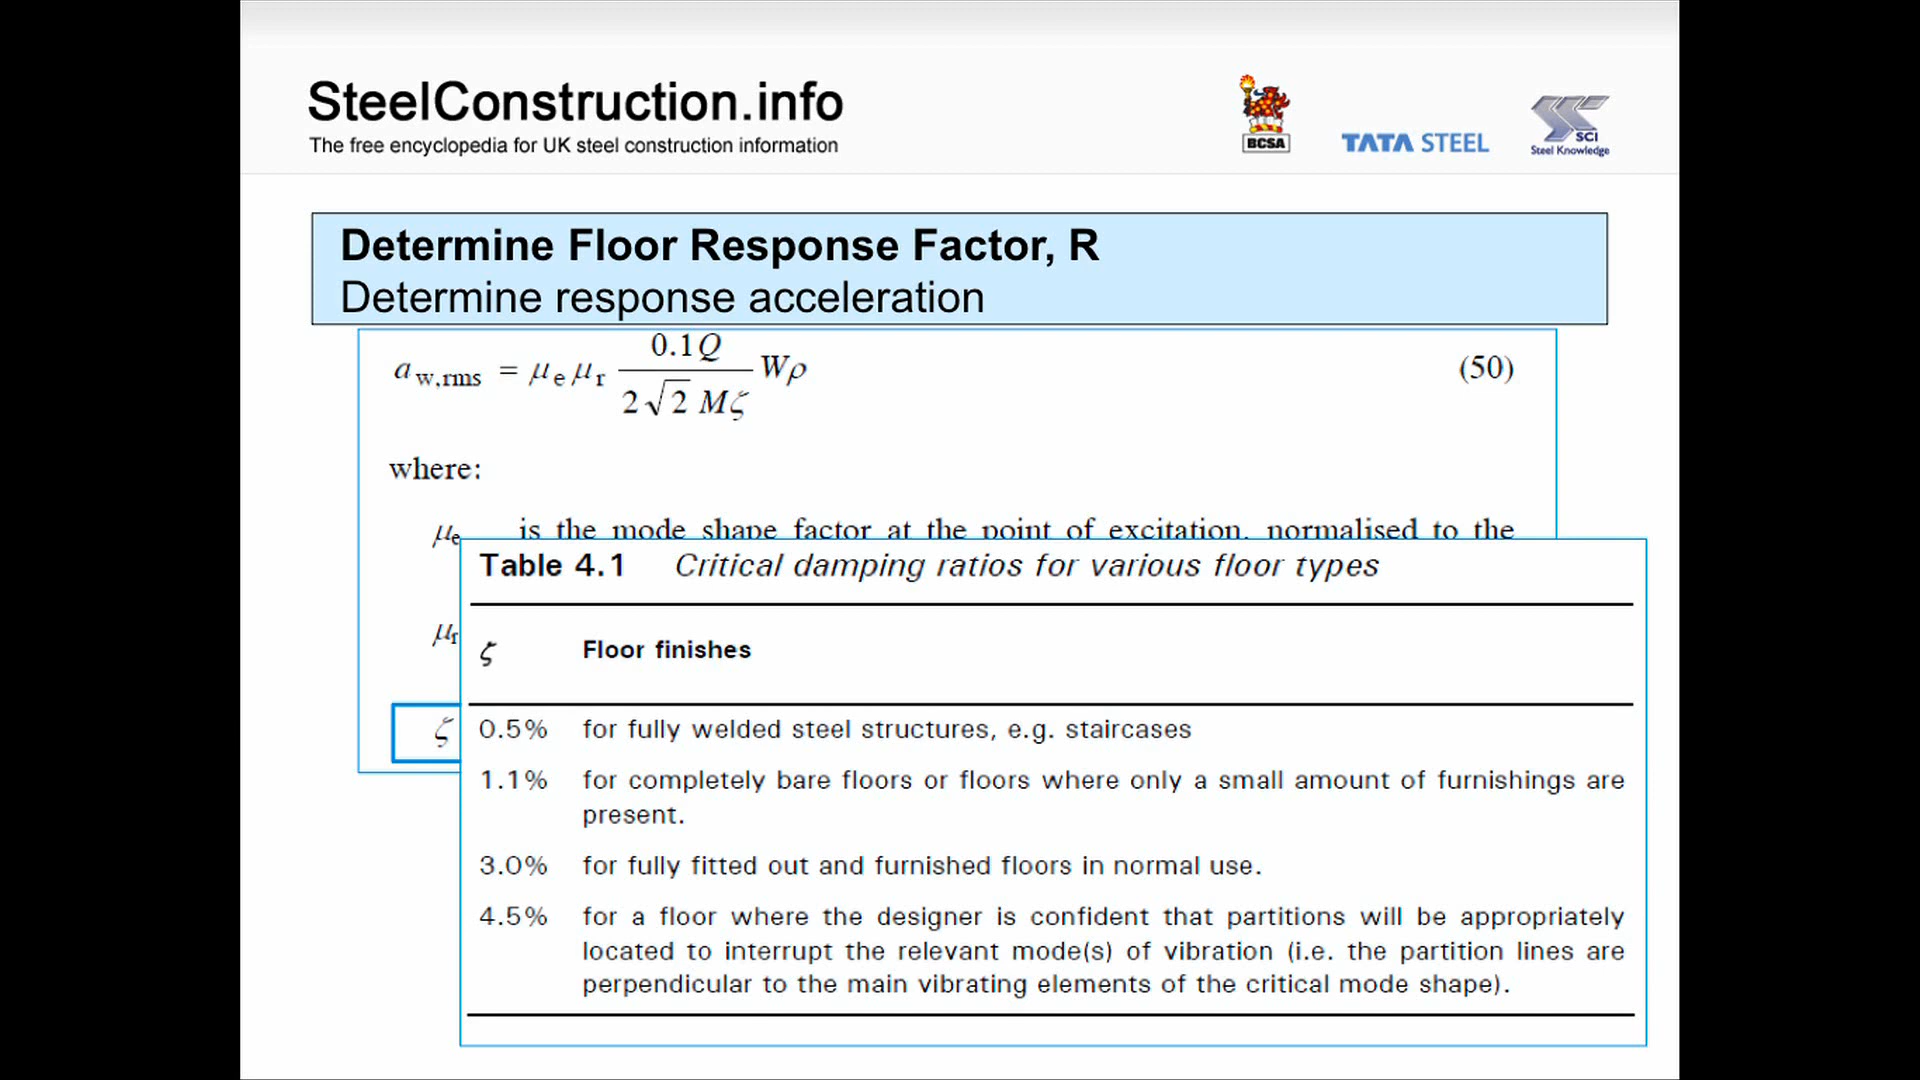 SteelConstruction.info
The free encyclopedia for UK steel construction information
BCSA
TATA STEEL
SCI
Steel Knowledge
Determine Floor Response Factor, R
Determine response acceleration
a w,rms = μe μr 0.1Q / 2√2 Mζ Wρ (50)
where:
μe is the mode shape factor at the point of excitation, normalised to the
μr
ζ
Table 4.1 Critical damping ratios for various floor types
ζ Floor finishes
0.5% for fully welded steel structures, e.g. staircases
1.1% for completely bare floors or floors where only a small amount of furnishings are
present.
3.0% for fully fitted out and furnished floors in normal use.
4.5% for a floor where the designer is confident that partitions will be appropriately
located to interrupt the relevant mode(s) of vibration (i.e. the partition lines are
perpendicular to the main vibrating elements of the critical mode shape).